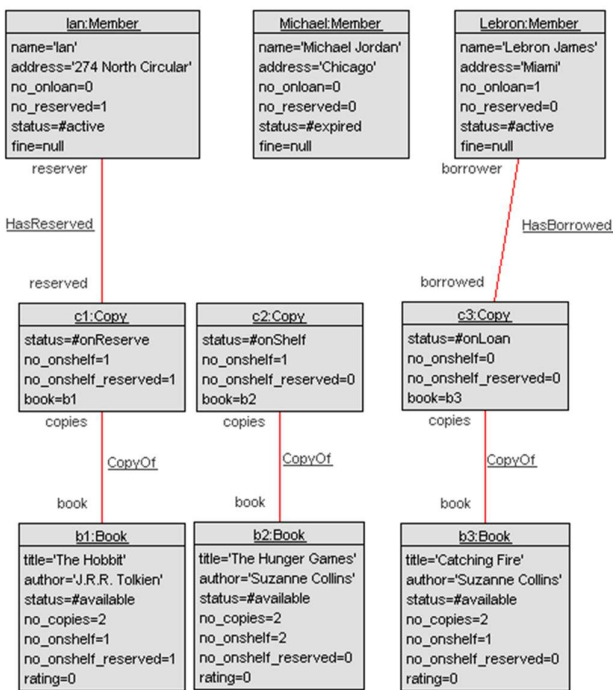 Ian:Member
name='Ian'
address='274 North Circular'
no_onloan=0
no_reserved=1
status=#active
fine=null
Michael:Member
name='Michael Jordan'
address='Chicago'
no_onloan=0
no_reserved=0
status=#expired
fine=null
Lebron:Member
name='Lebron James'
address='Miami'
no_onloan=1
no_reserved=0
status=#active
fine=null
reserver
borrower
HasReserved
HasBorrowed
reserved
borrowed
c1:Copy
status=#onReserve
no_onshelf=1
no_onshelf_reserved=1
book=b1
c2:Copy
status=#onShelf
no_onshelf=1
no_onshelf_reserved=0
book=b2
c3:Copy
status=#onLoan
no_onshelf=0
no_onshelf_reserved=0
book=b3
copies
copies
copies
CopyOf
CopyOf
CopyOf
book
book
book
b1:Book
title='The Hobbit'
author='J.R.R. Tolkien'
status=#available
no_copies=2
no_onshelf=1
no_onshelf_reserved=1
rating=0
b2:Book
title='The Hunger Games'
author='Suzanne Collins'
status=#available
no_copies=2
no_onshelf=2
no_onshelf_reserved=0
rating=0
b3:Book
title='Catching Fire'
author='Suzanne Collins'
status=#available
no_copies=2
no_onshelf=1
no_onshelf_reserved=0
rating=0